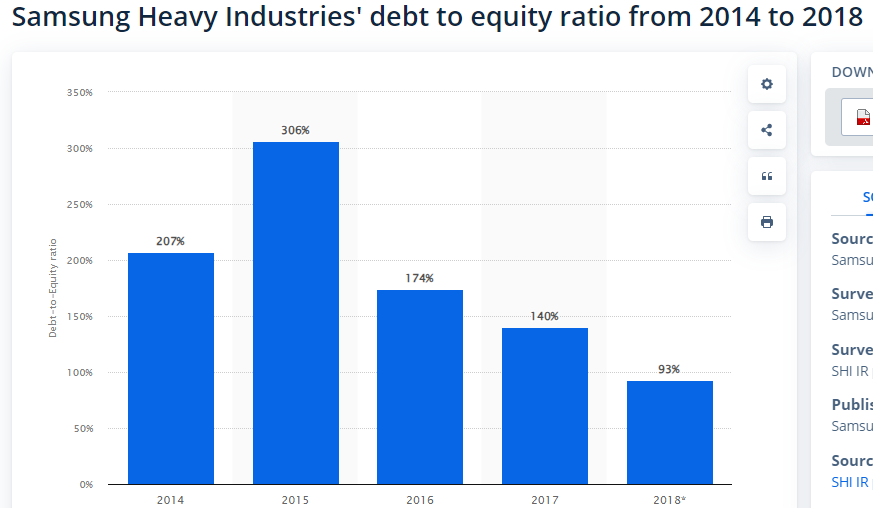 Samsung Heavy Industries' debt to equity ratio from 2014 to 2018
350%
300%
250%
200%
150%
100%
50%
0%
Debt-to-Equity ratio
207%
306%
174%
140%
93%
2014
2015
2016
2017
2018*
DOWN
SO
Sourc
Samsu
Surve
Samsu
Surve
SHI IR
Publis
Samsu
Sourc
SHI IR